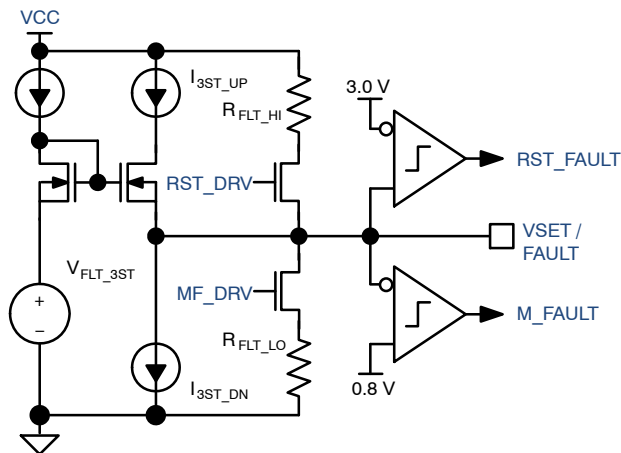 VCC
I3ST_UP
RFLT_HI
3.0 V
RST_FAULT
RST_DRV
VSET /
FAULT
VFLT_3ST
+
−
MF_DRV
M_FAULT
RFLT_LO
I3ST_DN
0.8 V